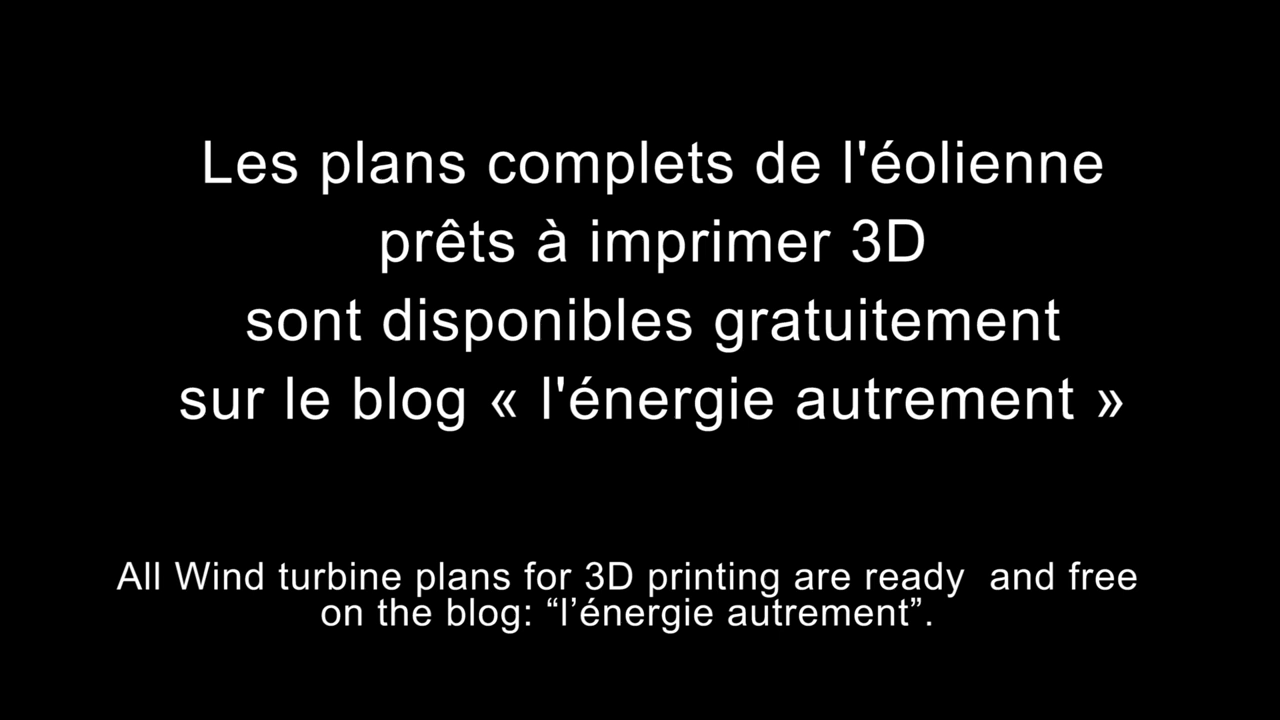 Les plans complets de l'éolienne
prêts à imprimer 3D
sont disponibles gratuitement
sur le blog « l'énergie autrement »
All Wind turbine plans for 3D printing are ready  and free
on the blog: “l’énergie autrement”.